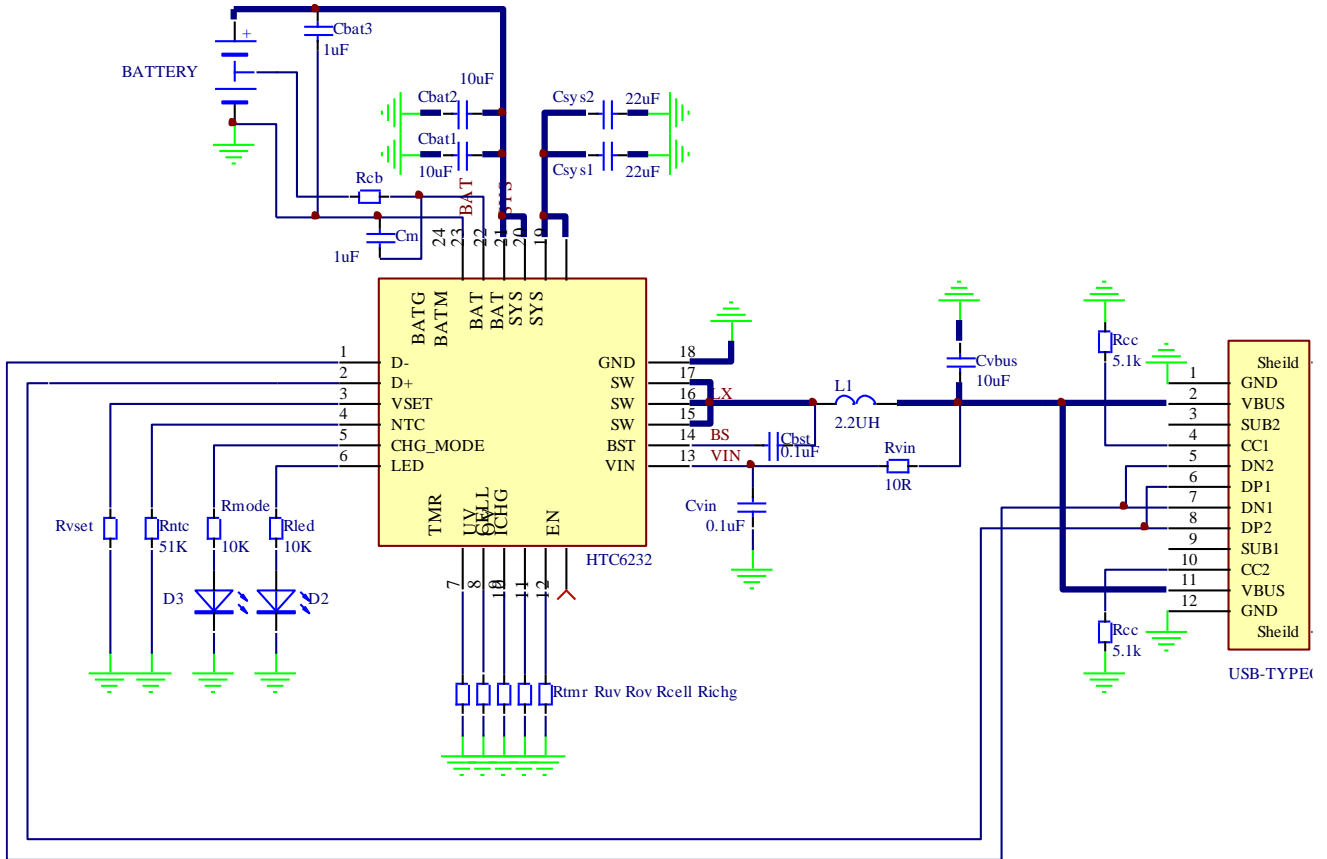 +
Cbat3
1uF
BATTERY
10uF
Cbat2
Csys2
22uF
Cbat1
10uF
Csys1
22uF
Rcb
BAT
SYS
Cm
1uF
24
23
22
21
20
19
BATG
BATM
BAT
BAT
SYS
SYS
1
D-
2
D+
3
VSET
4
NTC
5
CHG_MODE
6
LED
GND
18
SW
17
SW
16
SW
15
BST
14
VIN
13
LX
BS
VIN
L1
2.2UH
Cbst
0.1uF
Cvbus
10uF
Rvin
10R
Cvin
0.1uF
TMR
UV
OV
CELL
ICHG
EN
HTC6232
7
8
9
10
11
12
Rvset
Rntc
51K
Rmode
10K
Rled
10K
D3
D2
Rtmr Ruv Rov Rcell Richg
Rcc
5.1k
Sheild
1
GND
2
VBUS
3
SUB2
4
CC1
5
DN2
6
DP1
7
DN1
8
DP2
9
SUB1
10
CC2
11
VBUS
12
GND
Sheild
Rcc
5.1k